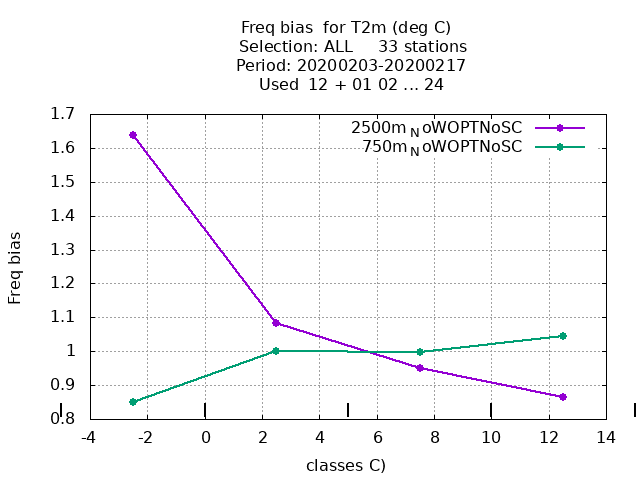 Freq bias  for T2m (deg C)
Selection: ALL     33 stations
Period: 20200203-20200217
Used  12 + 01 02 ... 24
2500m_NoWOPTNoSC
750m_NoWOPTNoSC
1.7
1.6
1.5
1.4
1.3
1.2
1.1
1
0.9
0.8
Freq bias
-4 -2 0 2 4 6 8 10 12 14
classes C)